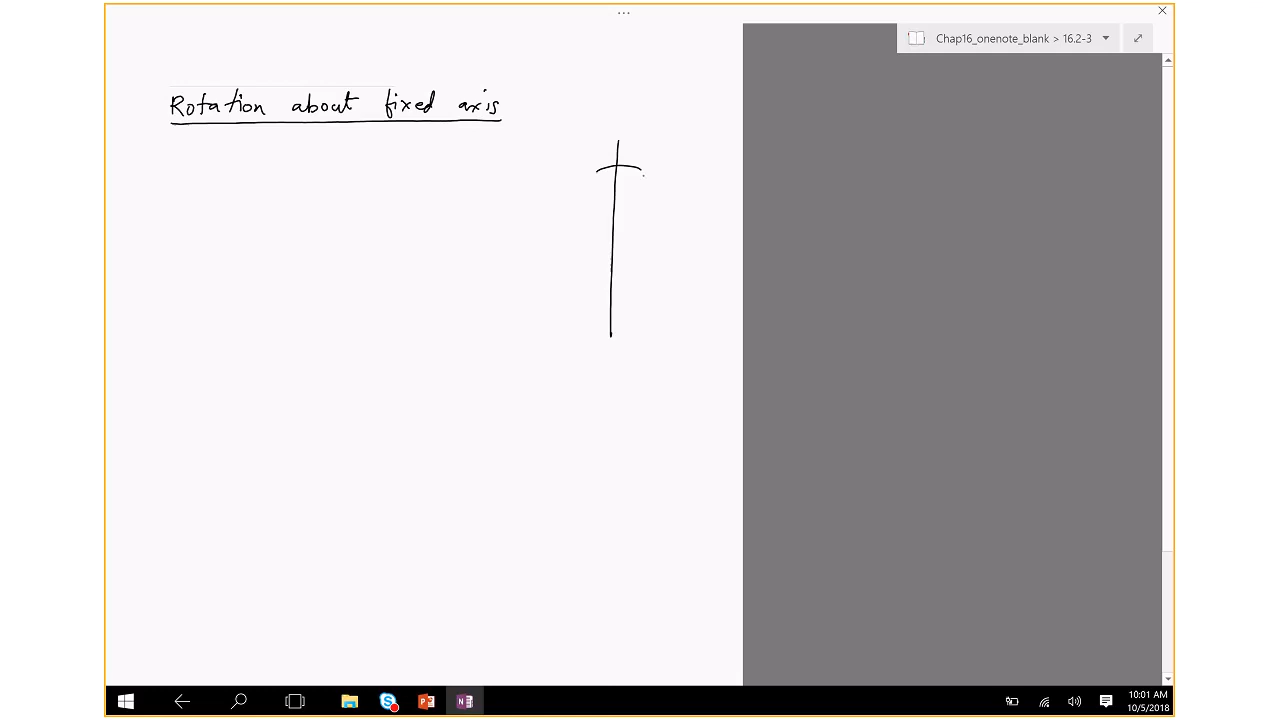 Chap16_onenote_blank > 16.2-3
Rotation about fixed axis
10:01 AM
10/5/2018